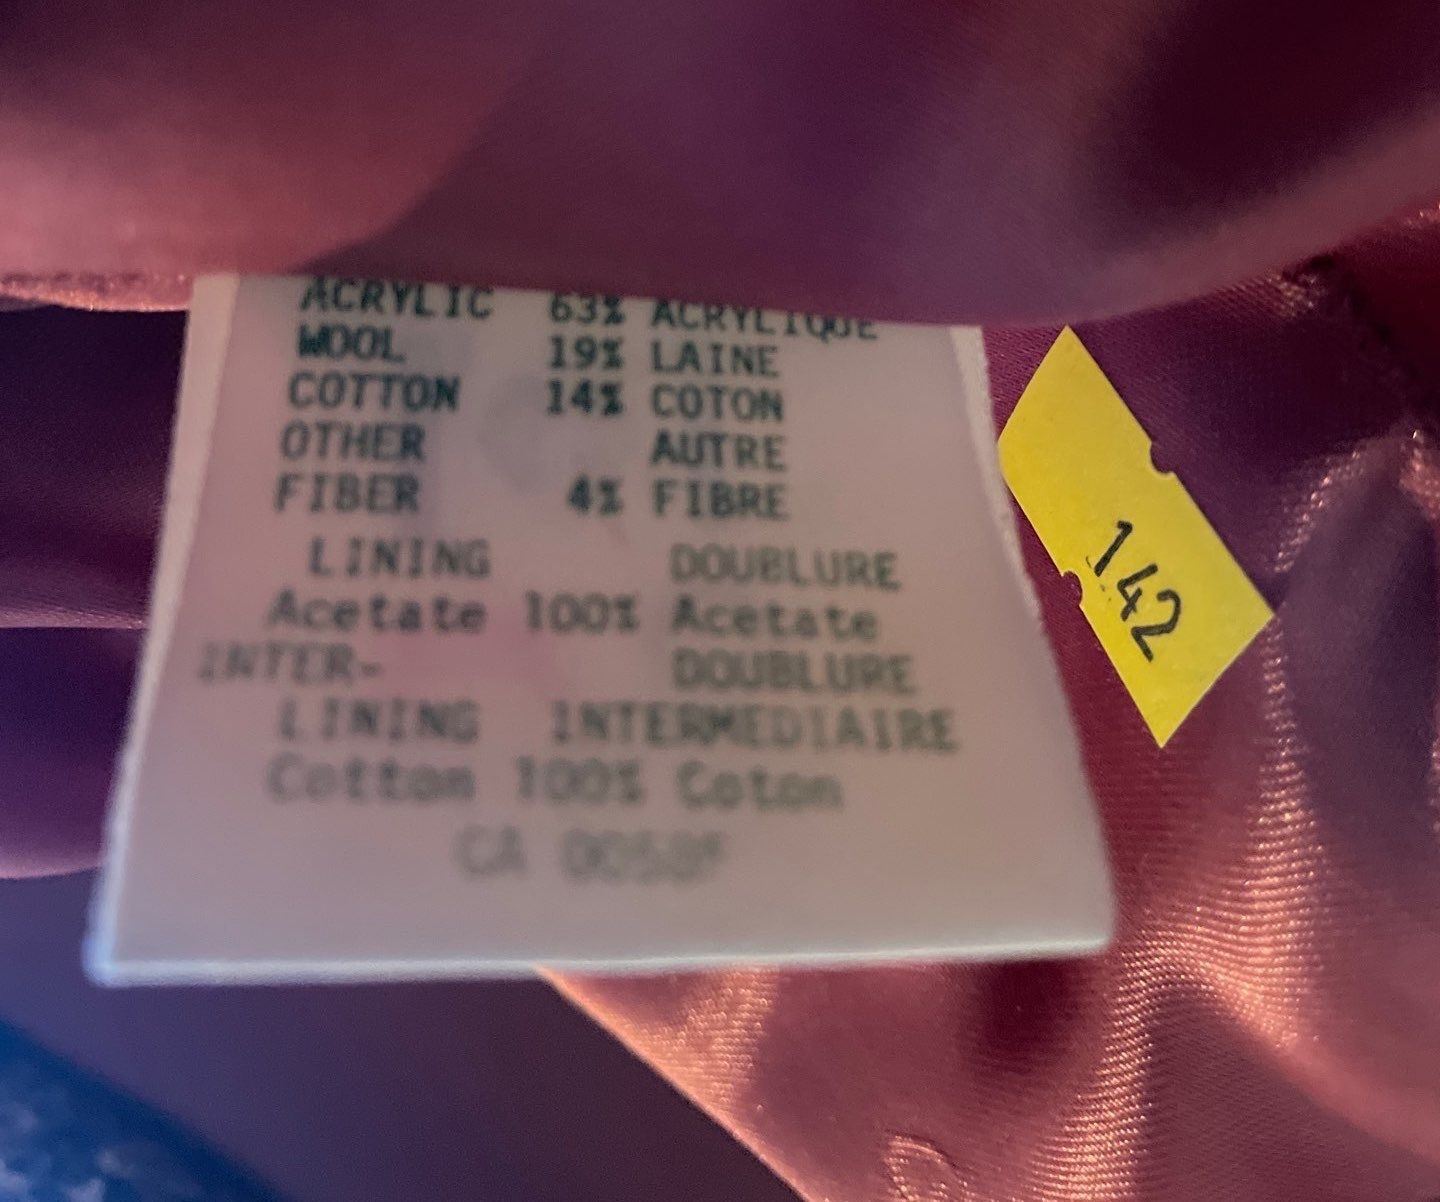 ACRYLIC 63% ACRYLIQUE
WOOL 19% LAINE
COTTON 14% COTON
OTHER AUTRE
FIBER 4% FIBRE
LINING DOUBLURE
Acetate 100% Acetate
INTER- DOUBLURE
LINING INTERMEDIAIRE
Cotton 100% Coton
CA
142